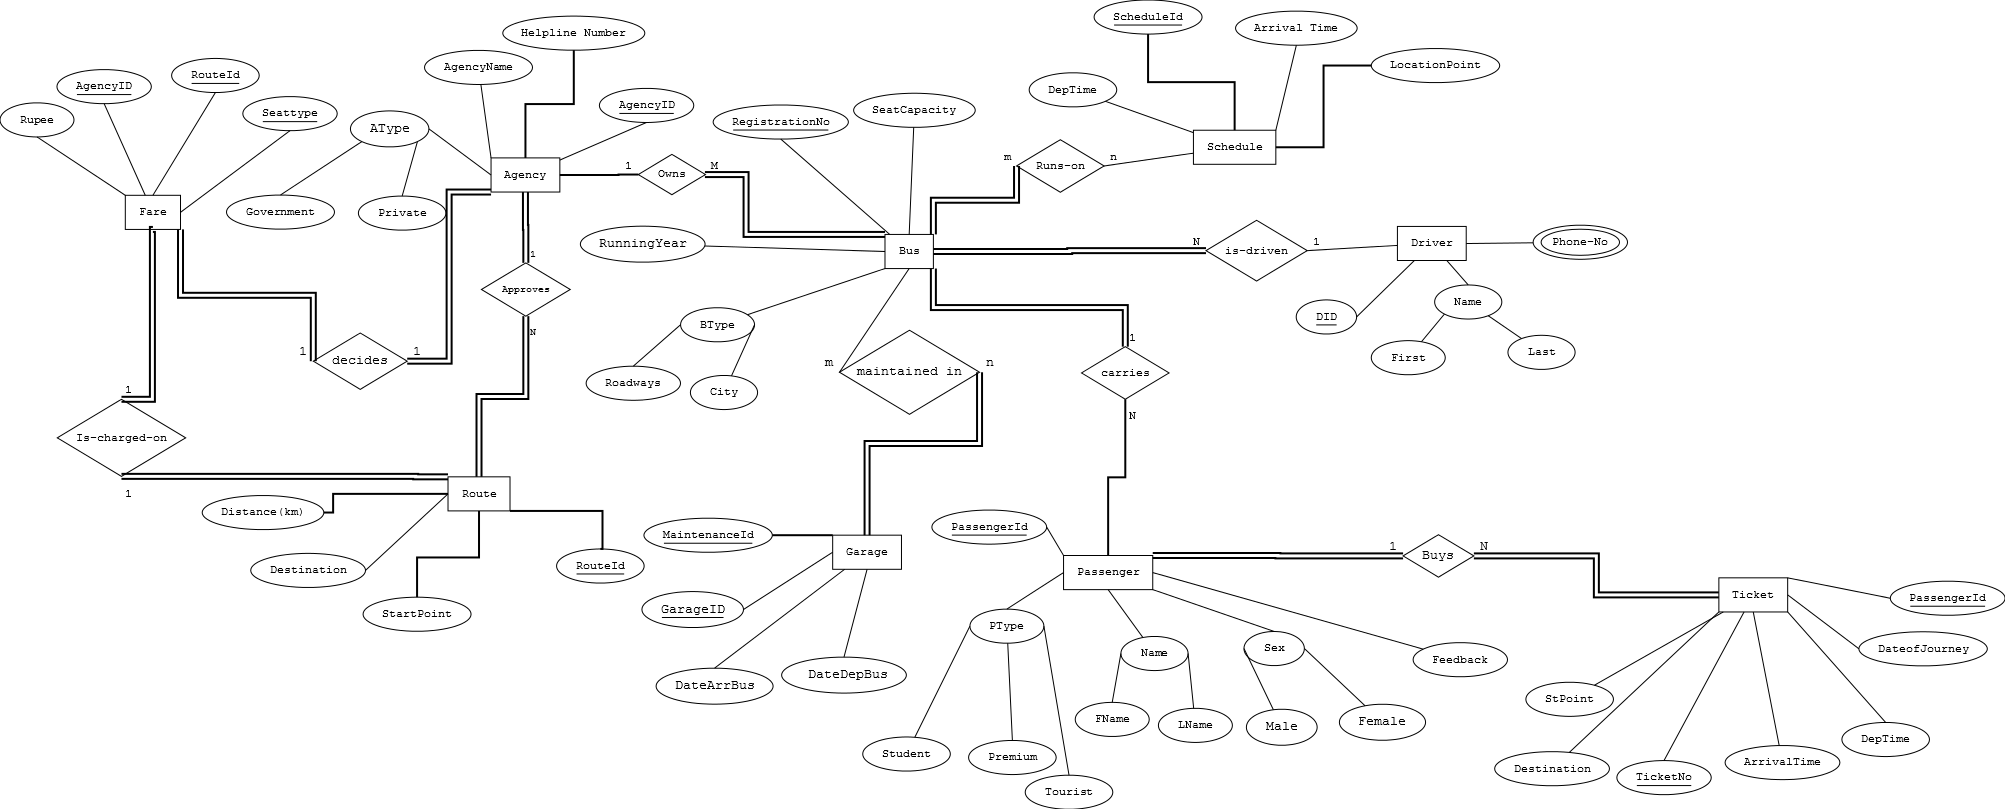 ScheduleId
Helpline Number
Arrival Time
AgencyName
LocationPoint
RouteId
AgencyID
DepTime
AgencyID
Seattype
SeatCapacity
Rupee
RegistrationNo
AType
Schedule
m
n
Runs-on
1
M
Agency
Owns
Government
Private
Fare
RunningYear
Bus
N
is-driven
1
Driver
Phone-No
1
Approves
Name
DID
N
BType
1
1
decides
1
First
Last
m
maintained in
n
carries
Roadways
City
1
N
Is-charged-on
1
Route
Distance(km)
Destination
RouteId
StartPoint
MaintenanceId
Garage
PassengerId
1
Buys
N
Passenger
Ticket
PassengerId
GarageID
PType
Name
Sex
Feedback
DateofJourney
DateArrBus
DateDepBus
StPoint
FName
LName
Male
Female
DepTime
Student
Premium
Destination
ArrivalTime
TicketNo
Tourist